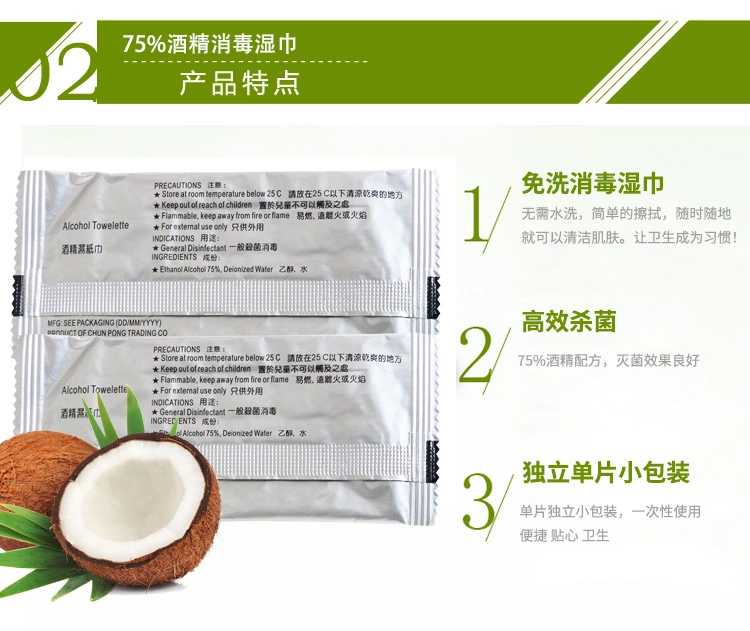 02
75%酒精消毒湿巾
产品特点
PRECAUTIONS 注意:
★ Store at room temperature below 25 C 請放在25 C以下清涼乾爽的地方
★ Keep out of reach of children 置於兒童不可以觸及之處
★ Flammable, keep away from fire or flame 易燃, 遠離火或火焰
★ For external use only 只供外用
INDICATIONS 用途:
★ General Disinfectant 一般殺菌消毒
INGREDIENTS 成份:
★ Ethanol Alcohol 75%, Deionized Water 乙醇, 水
Alcohol Towelette
酒精濕紙巾
MFG: SEE PACKAGING (DD/MM/YYYY)
PRODUCT OF CHUN PONG TRADING CO
PRECAUTIONS 注意:
★ Store at room temperature below 25 C 請放在25 C以下清涼乾爽的地方
★ Keep out of reach of children 置於兒童不可以觸及之處
★ Flammable, keep away from fire or flame 易燃, 遠離火或火焰
★ For external use only 只供外用
INDICATIONS 用途:
★ General Disinfectant 一般殺菌消毒
INGREDIENTS 成份:
Alcohol 75%, Deionized Water 乙醇, 水
Alcohol Towelette
酒精濕紙巾
1
免洗消毒湿巾
无需水洗，简单的擦拭，随时随地
就可以清洁肌肤。让卫生成为习惯!
2
高效杀菌
75%酒精配方，灭菌效果良好
3
独立单片小包装
单片独立小包装，一次性使用
便捷 贴心 卫生